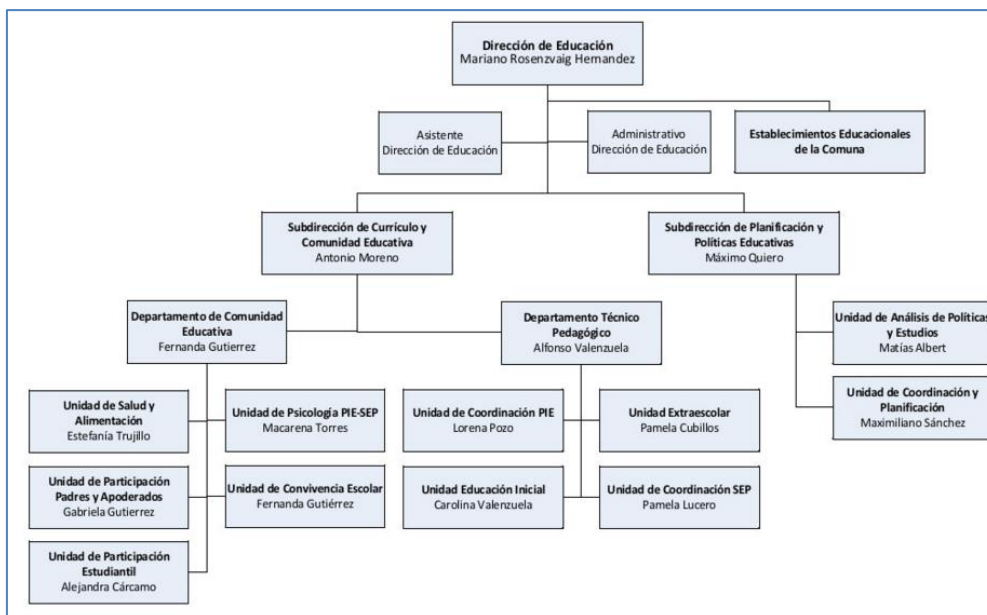 Dirección de Educación
Mariano Rosenzvaig Hernandez
Asistente
Dirección de Educación
Administrativo
Dirección de Educación
Establecimientos Educacionales
de la Comuna
Subdirección de Currículo y
Comunidad Educativa
Antonio Moreno
Subdirección de Planificación y
Políticas Educativas
Máximo Quiero
Departamento de Comunidad
Educativa
Fernanda Gutierrez
Departamento Técnico
Pedagógico
Alfonso Valenzuela
Unidad de Análisis de Políticas
y Estudios
Matías Albert
Unidad de Coordinación y
Planificación
Maximiliano Sánchez
Unidad de Salud y
Alimentación
Estefanía Trujillo
Unidad de Psicología PIE-SEP
Macarena Torres
Unidad de Coordinación PIE
Lorena Pozo
Unidad Extraescolar
Pamela Cubillos
Unidad de Participación
Padres y Apoderados
Gabriela Gutierrez
Unidad de Convivencia Escolar
Fernanda Gutiérrez
Unidad Educación Inicial
Carolina Valenzuela
Unidad de Coordinación SEP
Pamela Lucero
Unidad de Participación
Estudiantil
Alejandra Cárcamo